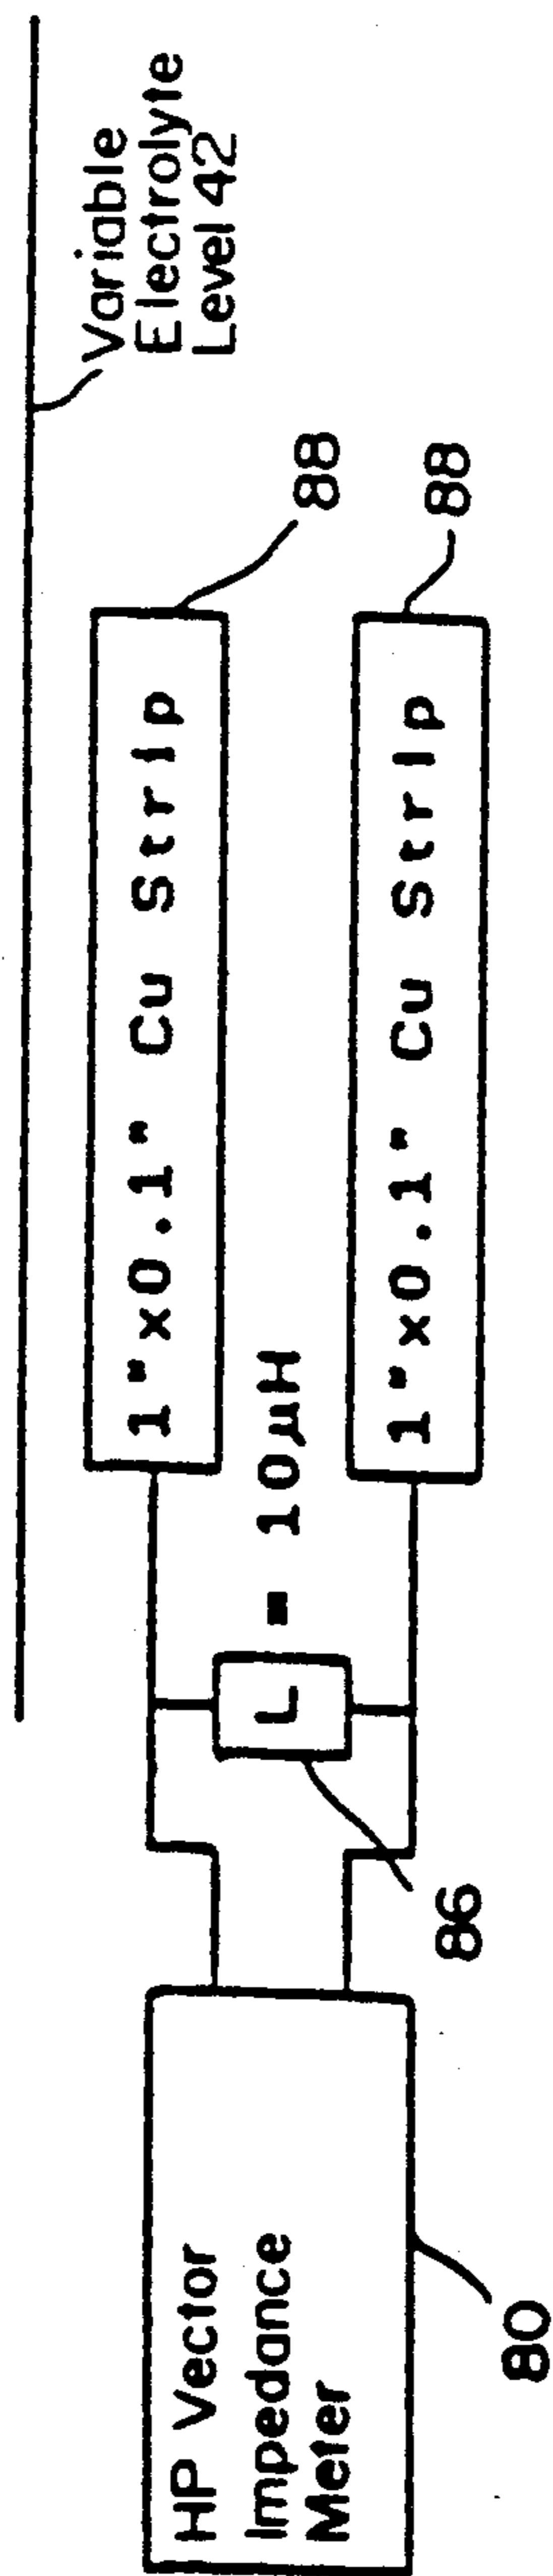 Variable
Electrolyte
Level 42
88
1"x0.1" Cu Strip
L = 10µH
1"x0.1" Cu Strip
88
86
HP Vector
Impedance
Meter
80